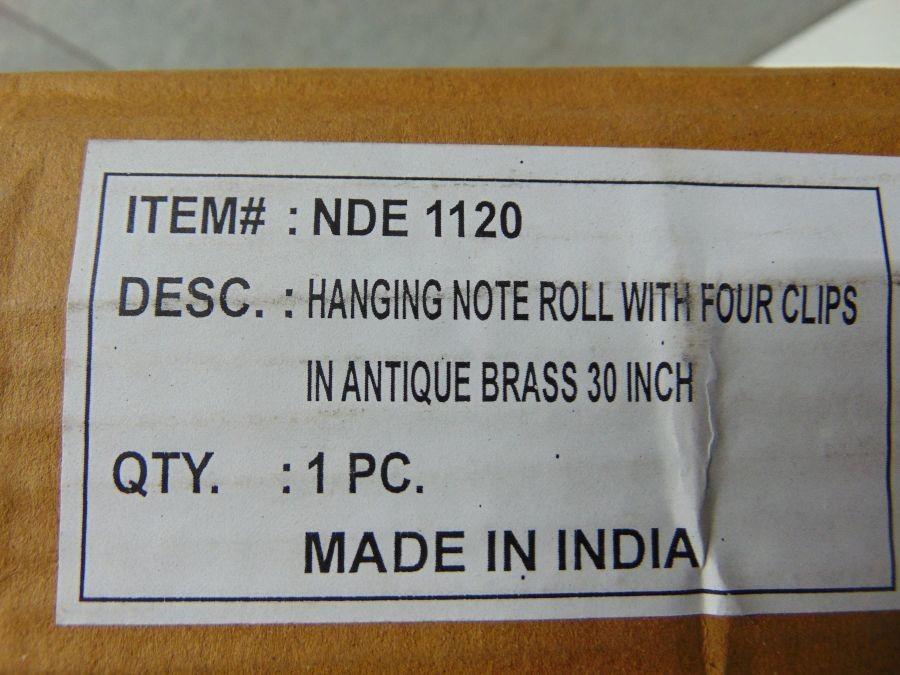 ITEM# : NDE 1120
DESC. : HANGING NOTE ROLL WITH FOUR CLIPS
IN ANTIQUE BRASS 30 INCH
QTY. : 1 PC.
MADE IN INDIA